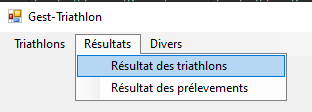 Gest-Triathlon
Triathlons Résultats Divers
Résultat des triathlons
Résultat des prélevements